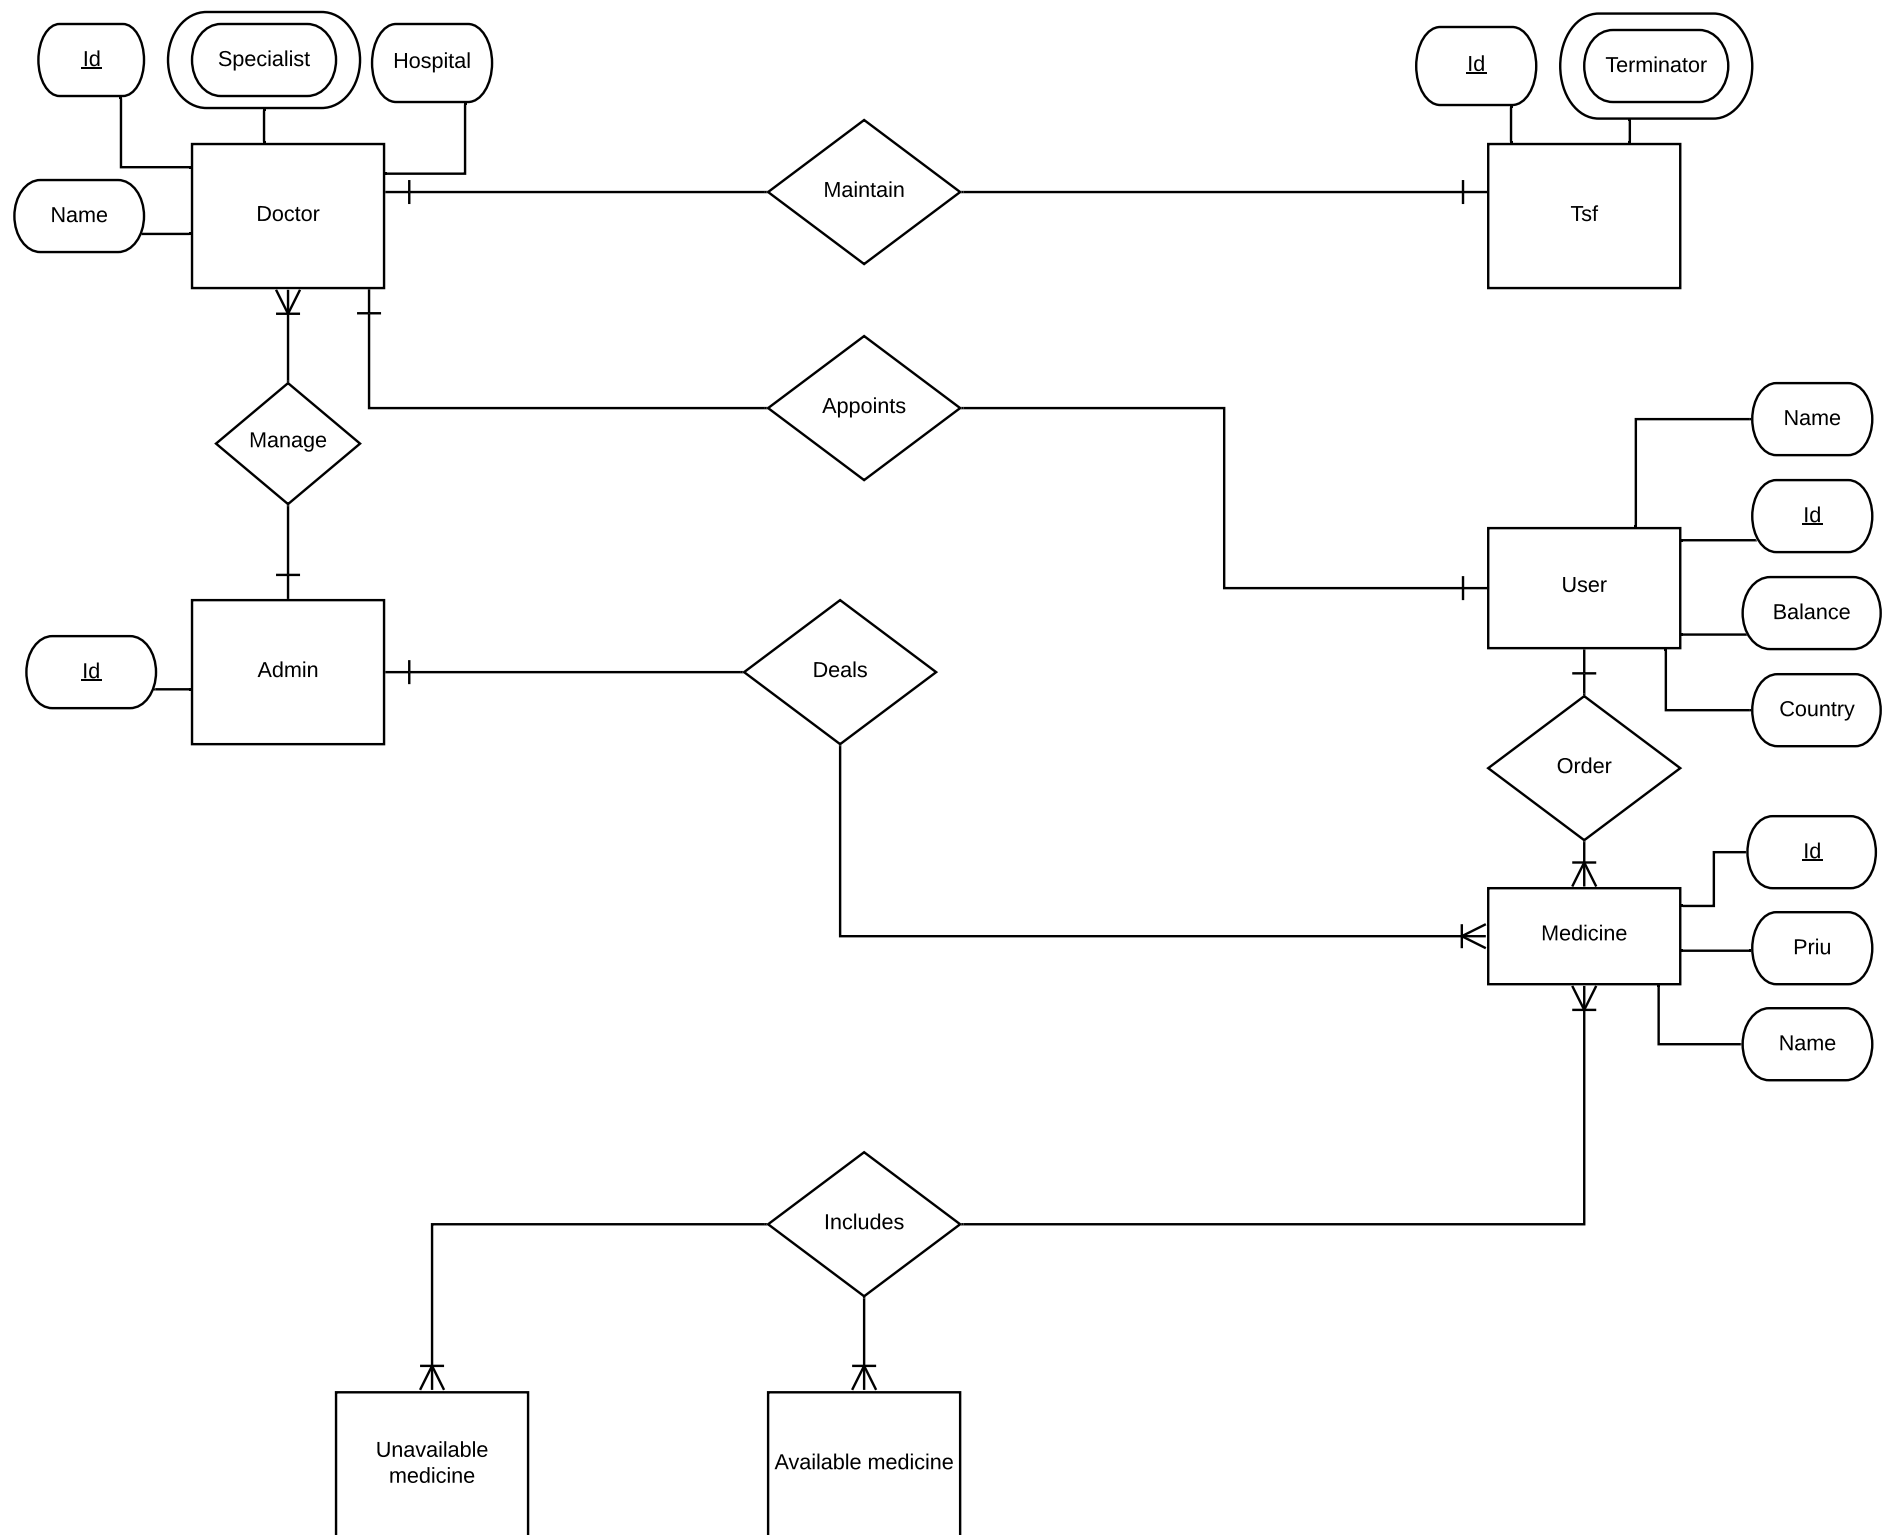 Id
Specialist
Hospital
Id
Terminator
Maintain
Name
Doctor
Tsf
Appoints
Name
Manage
Id
User
Balance
Id
Admin
Deals
Country
Order
Id
Medicine
Priu
Name
Includes
Unavailable
medicine
Available medicine